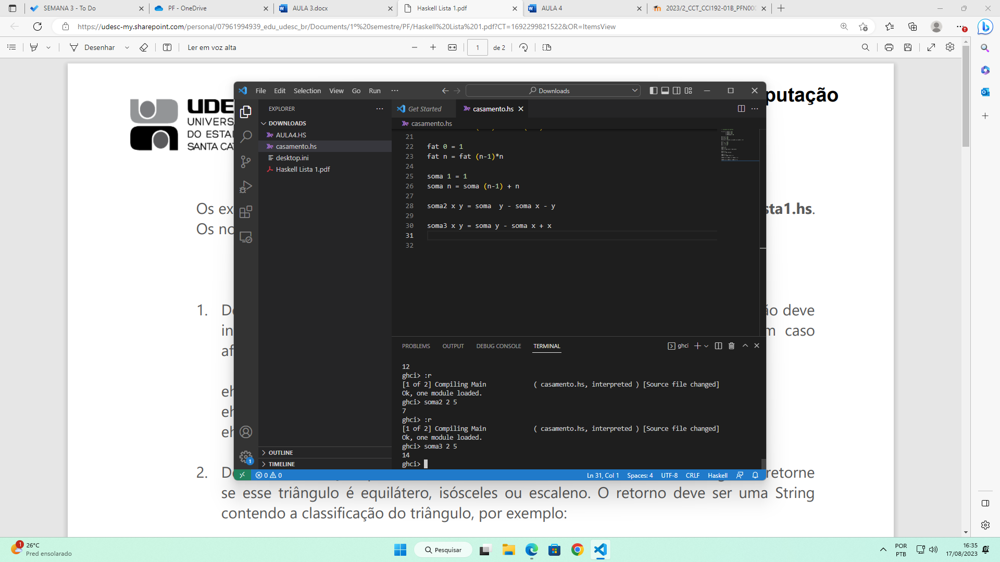 SEMANA 3 - To Do
PF - OneDrive
AULA 3.docx
Haskell Lista 1.pdf
AULA 4
2023/2_CCT_CCI192-01B_PFN00
https://udesc-my.sharepoint.com/personal/07961994939_edu_udesc_br/Documents/1º%20semestre/PF/Haskell%20Lista%201.pdf?CT=1692299821522&OR=ItemsView
Desenhar
Ler em voz alta
1
de 2
UDE
UNIVERS
DO ESTA
SANTA CA
putação
Os ex
sta1.hs.
Os no
1. De
ão deve
in
m caso
af
eh
eh
eh
2. De
retorne
se esse triângulo é equilátero, isósceles ou escaleno. O retorno deve ser uma String
contendo a classificação do triângulo, por exemplo:
File Edit Selection View Go Run ···
Downloads
EXPLORER
DOWNLOADS
AULA4.HS
casamento.hs
desktop.ini
Haskell Lista 1.pdf
OUTLINE
TIMELINE
Get Started
casamento.hs
casamento.hs
21
22 fat 0 = 1
23 fat n = fat (n-1)*n
24
25 soma 1 = 1
26 soma n = soma (n-1) + n
27
28 soma2 x y = soma  y - soma x - y
29
30 soma3 x y = soma y - soma x + x
31
32
PROBLEMS OUTPUT DEBUG CONSOLE TERMINAL
ghci
12
ghci> :r
[1 of 2] Compiling Main ( casamento.hs, interpreted ) [Source file changed]
Ok, one module loaded.
ghci> soma2 2 5
7
ghci> :r
[1 of 2] Compiling Main ( casamento.hs, interpreted ) [Source file changed]
Ok, one module loaded.
ghci> soma3 2 5
14
ghci>
1
0 0
Ln 31, Col 1 Spaces: 4 UTF-8 CRLF Haskell
1
26°C
Pred ensolarado
Pesquisar
POR
PTB
16:35
17/08/2023